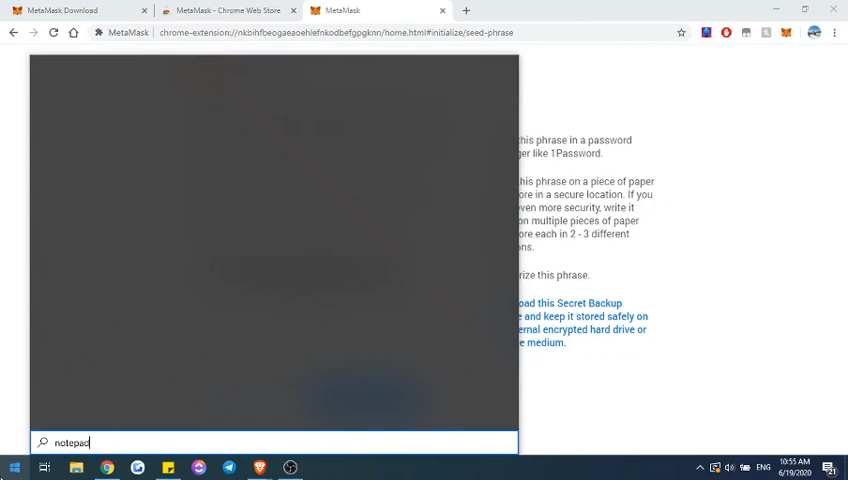 MetaMask Download
MetaMask - Chrome Web Store
MetaMask
MetaMask
chrome-extension://nkbihfbeogaeaoehlefnkodbefgpgknn/home.html#initialize/seed-phrase
this phrase in a password
ger like 1Password.
this phrase on a piece of paper
ore in a secure location. If you
even more security, write it
on multiple pieces of paper
ore each in 2 - 3 different
ons.
rize this phrase.
oad this Secret Backup
e and keep it stored safely on
ernal encrypted hard drive or
e medium.
notepad
ENG
10:55 AM
6/19/2020
21